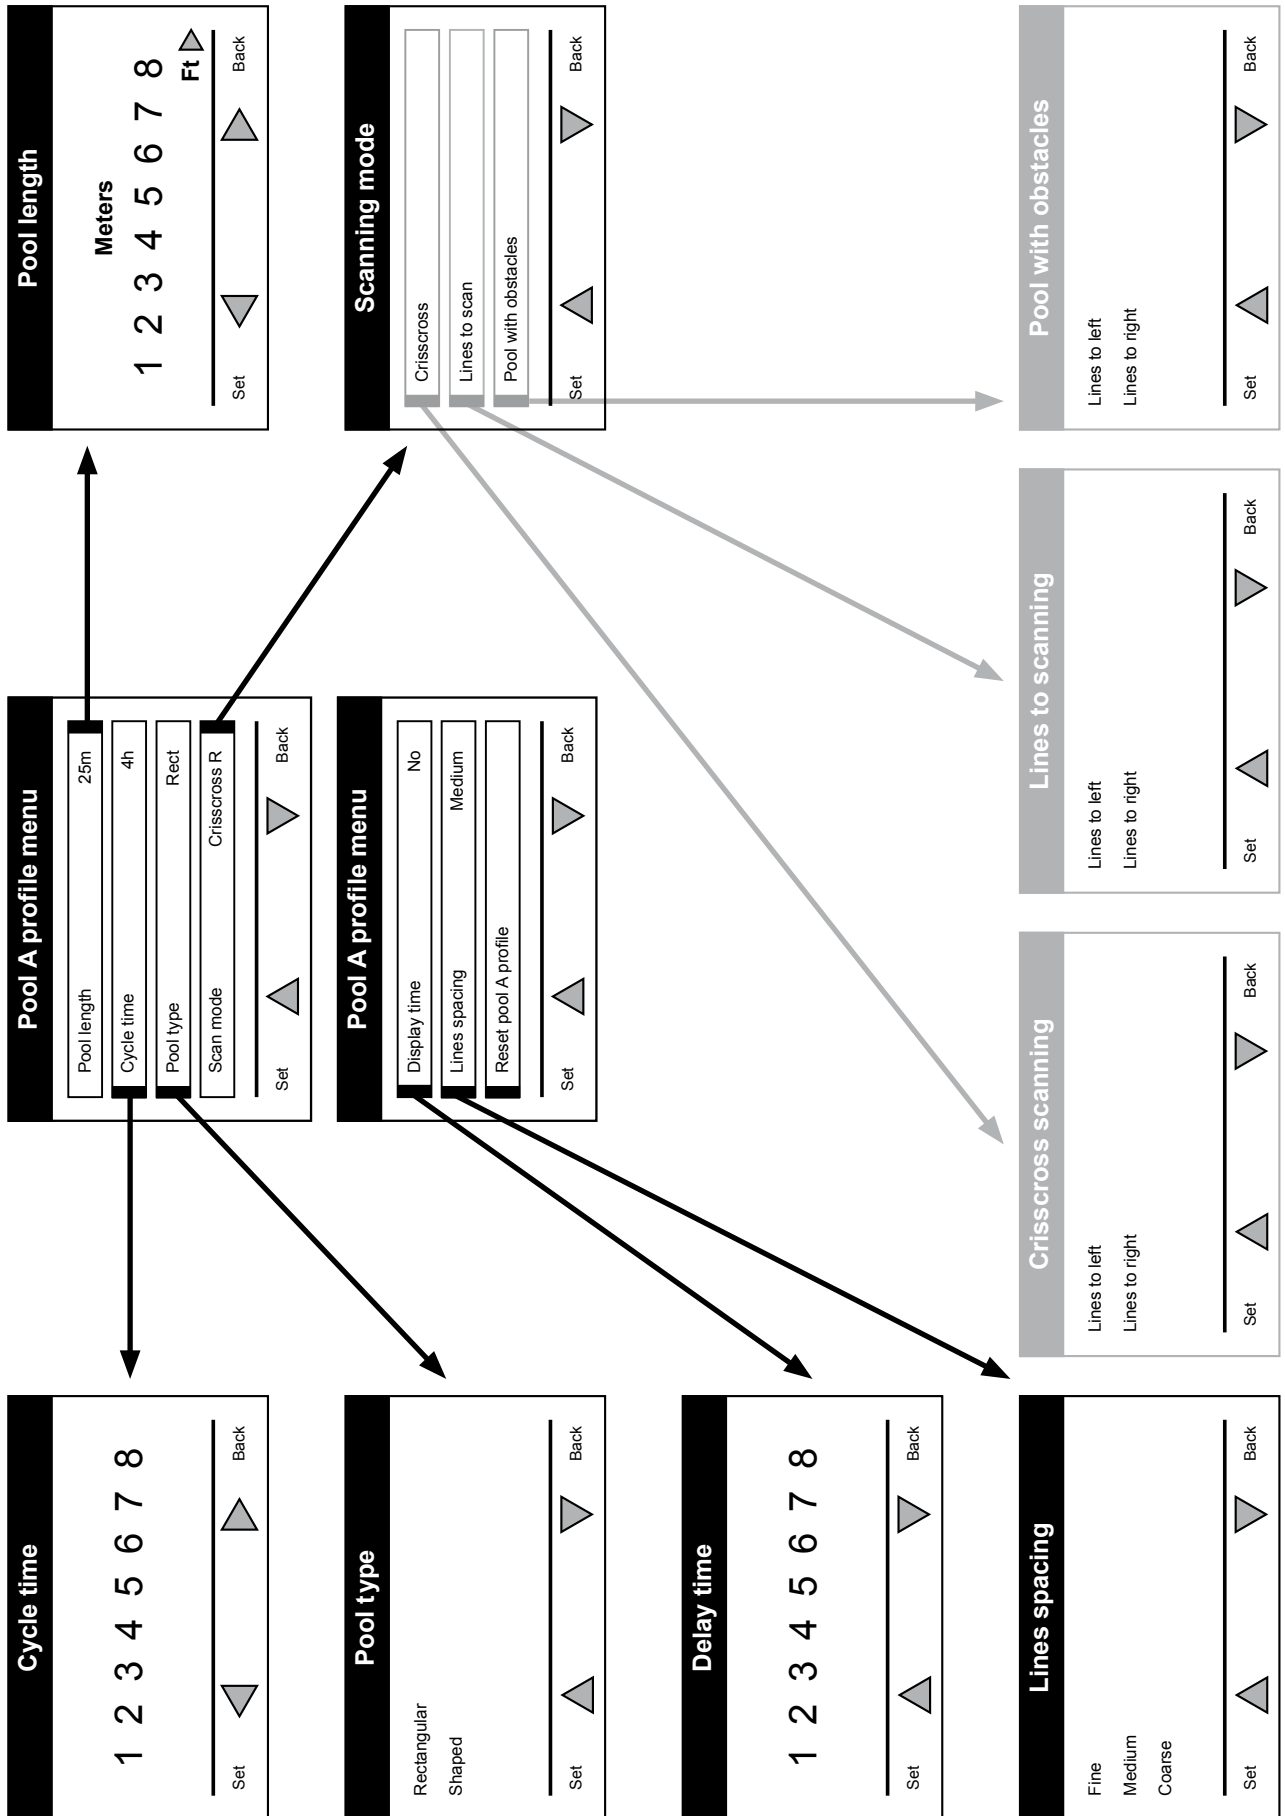 Cycle time
1 2 3 4 5 6 7 8
Set
Back
Pool type
Rectangular
Shaped
Set
Back
Delay time
1 2 3 4 5 6 7 8
Set
Back
Lines spacing
Fine
Medium
Coarse
Set
Back
Pool A profile menu
Pool length 25m
Cycle time 4h
Pool type Rect
Scan mode Crisscross R
Set
Back
Pool A profile menu
Display time No
Lines spacing Medium
Reset pool A profile
Set
Back
Crisscross scanning
Lines to left
Lines to right
Set
Back
Lines to scanning
Lines to left
Lines to right
Set
Back
Pool length
Meters
1 2 3 4 5 6 7 8
Ft
Set
Back
Scanning mode
Crisscross
Lines to scan
Pool with obstacles
Set
Back
Pool with obstacles
Lines to left
Lines to right
Set
Back